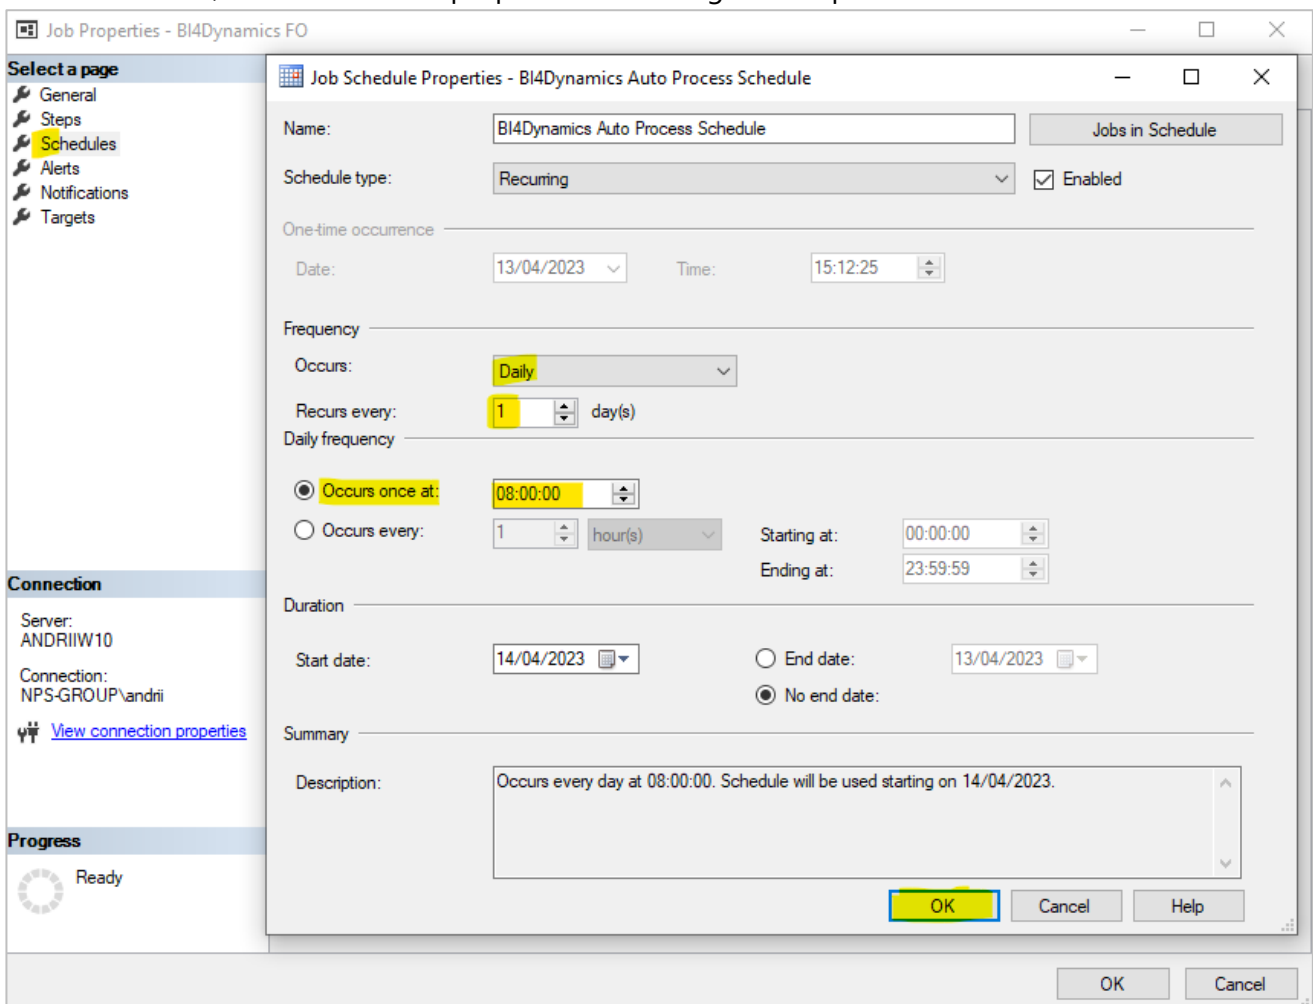 Job Properties - BI4Dynamics FO
Select a page
General
Steps
Schedules
Alerts
Notifications
Targets
Connection
Server:
ANDRIIW10
Connection:
NPS-GROUP\andrii
View connection properties
Progress
Ready
Job Schedule Properties - BI4Dynamics Auto Process Schedule
Name: BI4Dynamics Auto Process Schedule Jobs in Schedule
Schedule type: Recurring Enabled
One-time occurrence
Date: 13/04/2023 Time: 15:12:25
Frequency
Occurs: Daily
Recurs every: 1 day(s)
Daily frequency
Occurs once at: 08:00:00
Occurs every: 1 hour(s) Starting at: 00:00:00
Ending at: 23:59:59
Duration
Start date: 14/04/2023 End date: 13/04/2023
No end date:
Summary
Description: Occurs every day at 08:00:00. Schedule will be used starting on 14/04/2023.
OK Cancel Help
OK Cancel